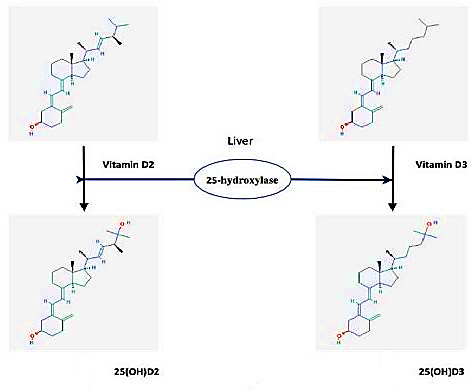 Liver
Vitamin D2
25-hydroxylase
Vitamin D3
25(OH)D2
25(OH)D3